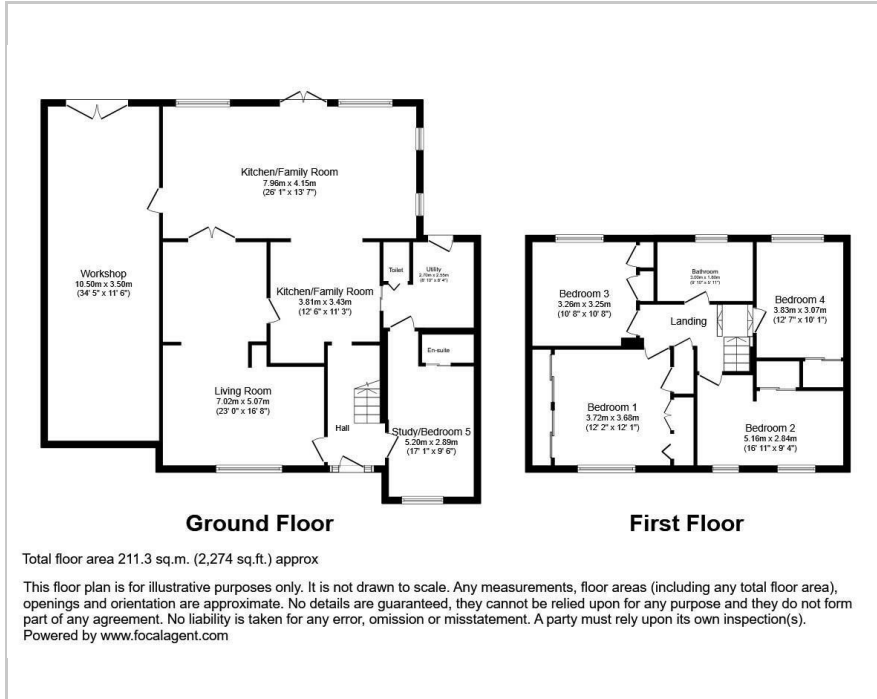 Kitchen/Family Room
7.96m x 4.15m
(26' 1" x 13' 7")
Workshop
10.50m x 3.50m
(34' 5" x 11' 6")
Kitchen/Family Room
3.81m x 3.43m
(12' 6" x 11' 3")
Toilet
Utility
Living Room
7.02m x 5.07m
(23' 0" x 16' 8")
Hall
En-suite
Study/Bedroom 5
5.20m x 2.89m
(17' 1" x 9' 6")
Ground Floor
Bedroom 3
3.26m x 3.25m
(10' 8" x 10' 8")
Bathroom
Bedroom 4
3.83m x 3.07m
(12' 7" x 10' 1")
Landing
Bedroom 1
3.72m x 3.68m
(12' 2" x 12' 1")
Bedroom 2
5.16m x 2.84m
(16' 11" x 9' 4")
First Floor
Total floor area 211.3 sq.m. (2,274 sq.ft.) approx
This floor plan is for illustrative purposes only. It is not drawn to scale. Any measurements, floor areas (including any total floor area),
openings and orientation are approximate. No details are guaranteed, they cannot be relied upon for any purpose and they do not form
part of any agreement. No liability is taken for any error, omission or misstatement. A party must rely upon its own inspection(s).
Powered by www.focalagent.com